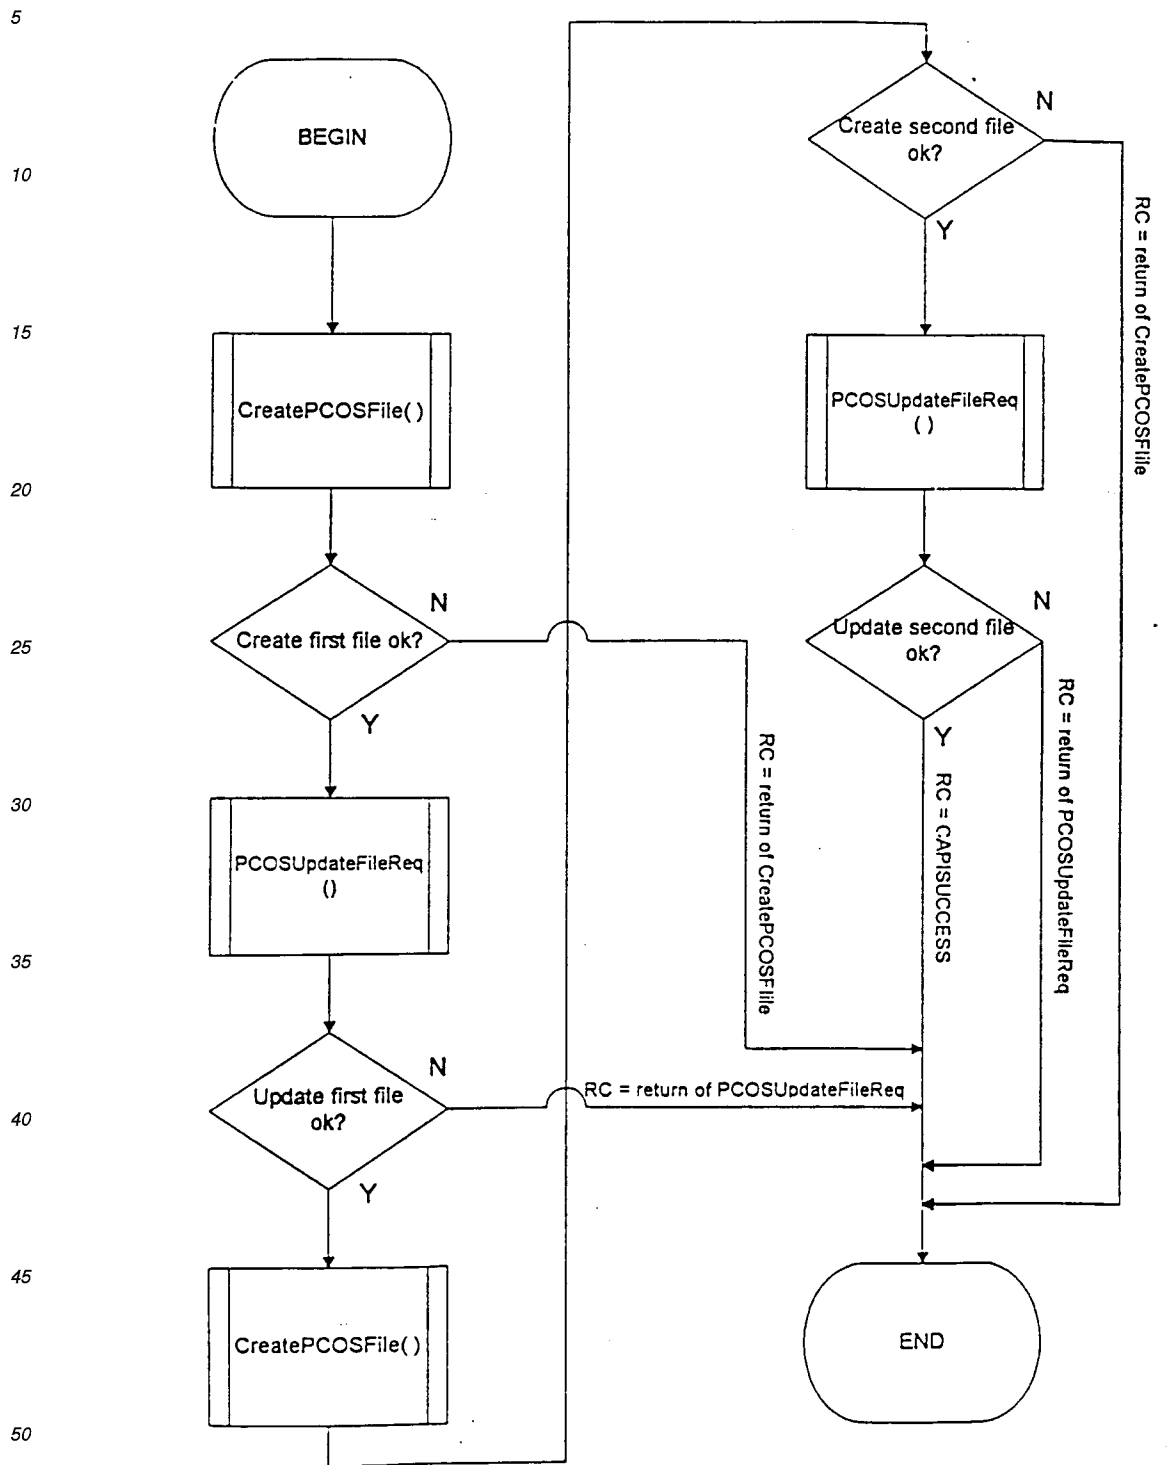 5
BEGIN
10
15
CreatePCOSFile( )
20
N
Create first file ok?
25
Y
30
PCOSUpdateFileReq
()
35
N
Update first file
ok?
40
Y
45
CreatePCOSFile( )
50
N
Create second file
ok?
Y
RC = return of CreatePCOSFlile
PCOSUpdateFileReq
( )
N
Update second file
ok?
Y
RC = return of PCOSUpdateFileReq
RC = CAPISUCCESS
RC = return of CreatePCOSFlile
RC = return of PCOSUpdateFileReq
END